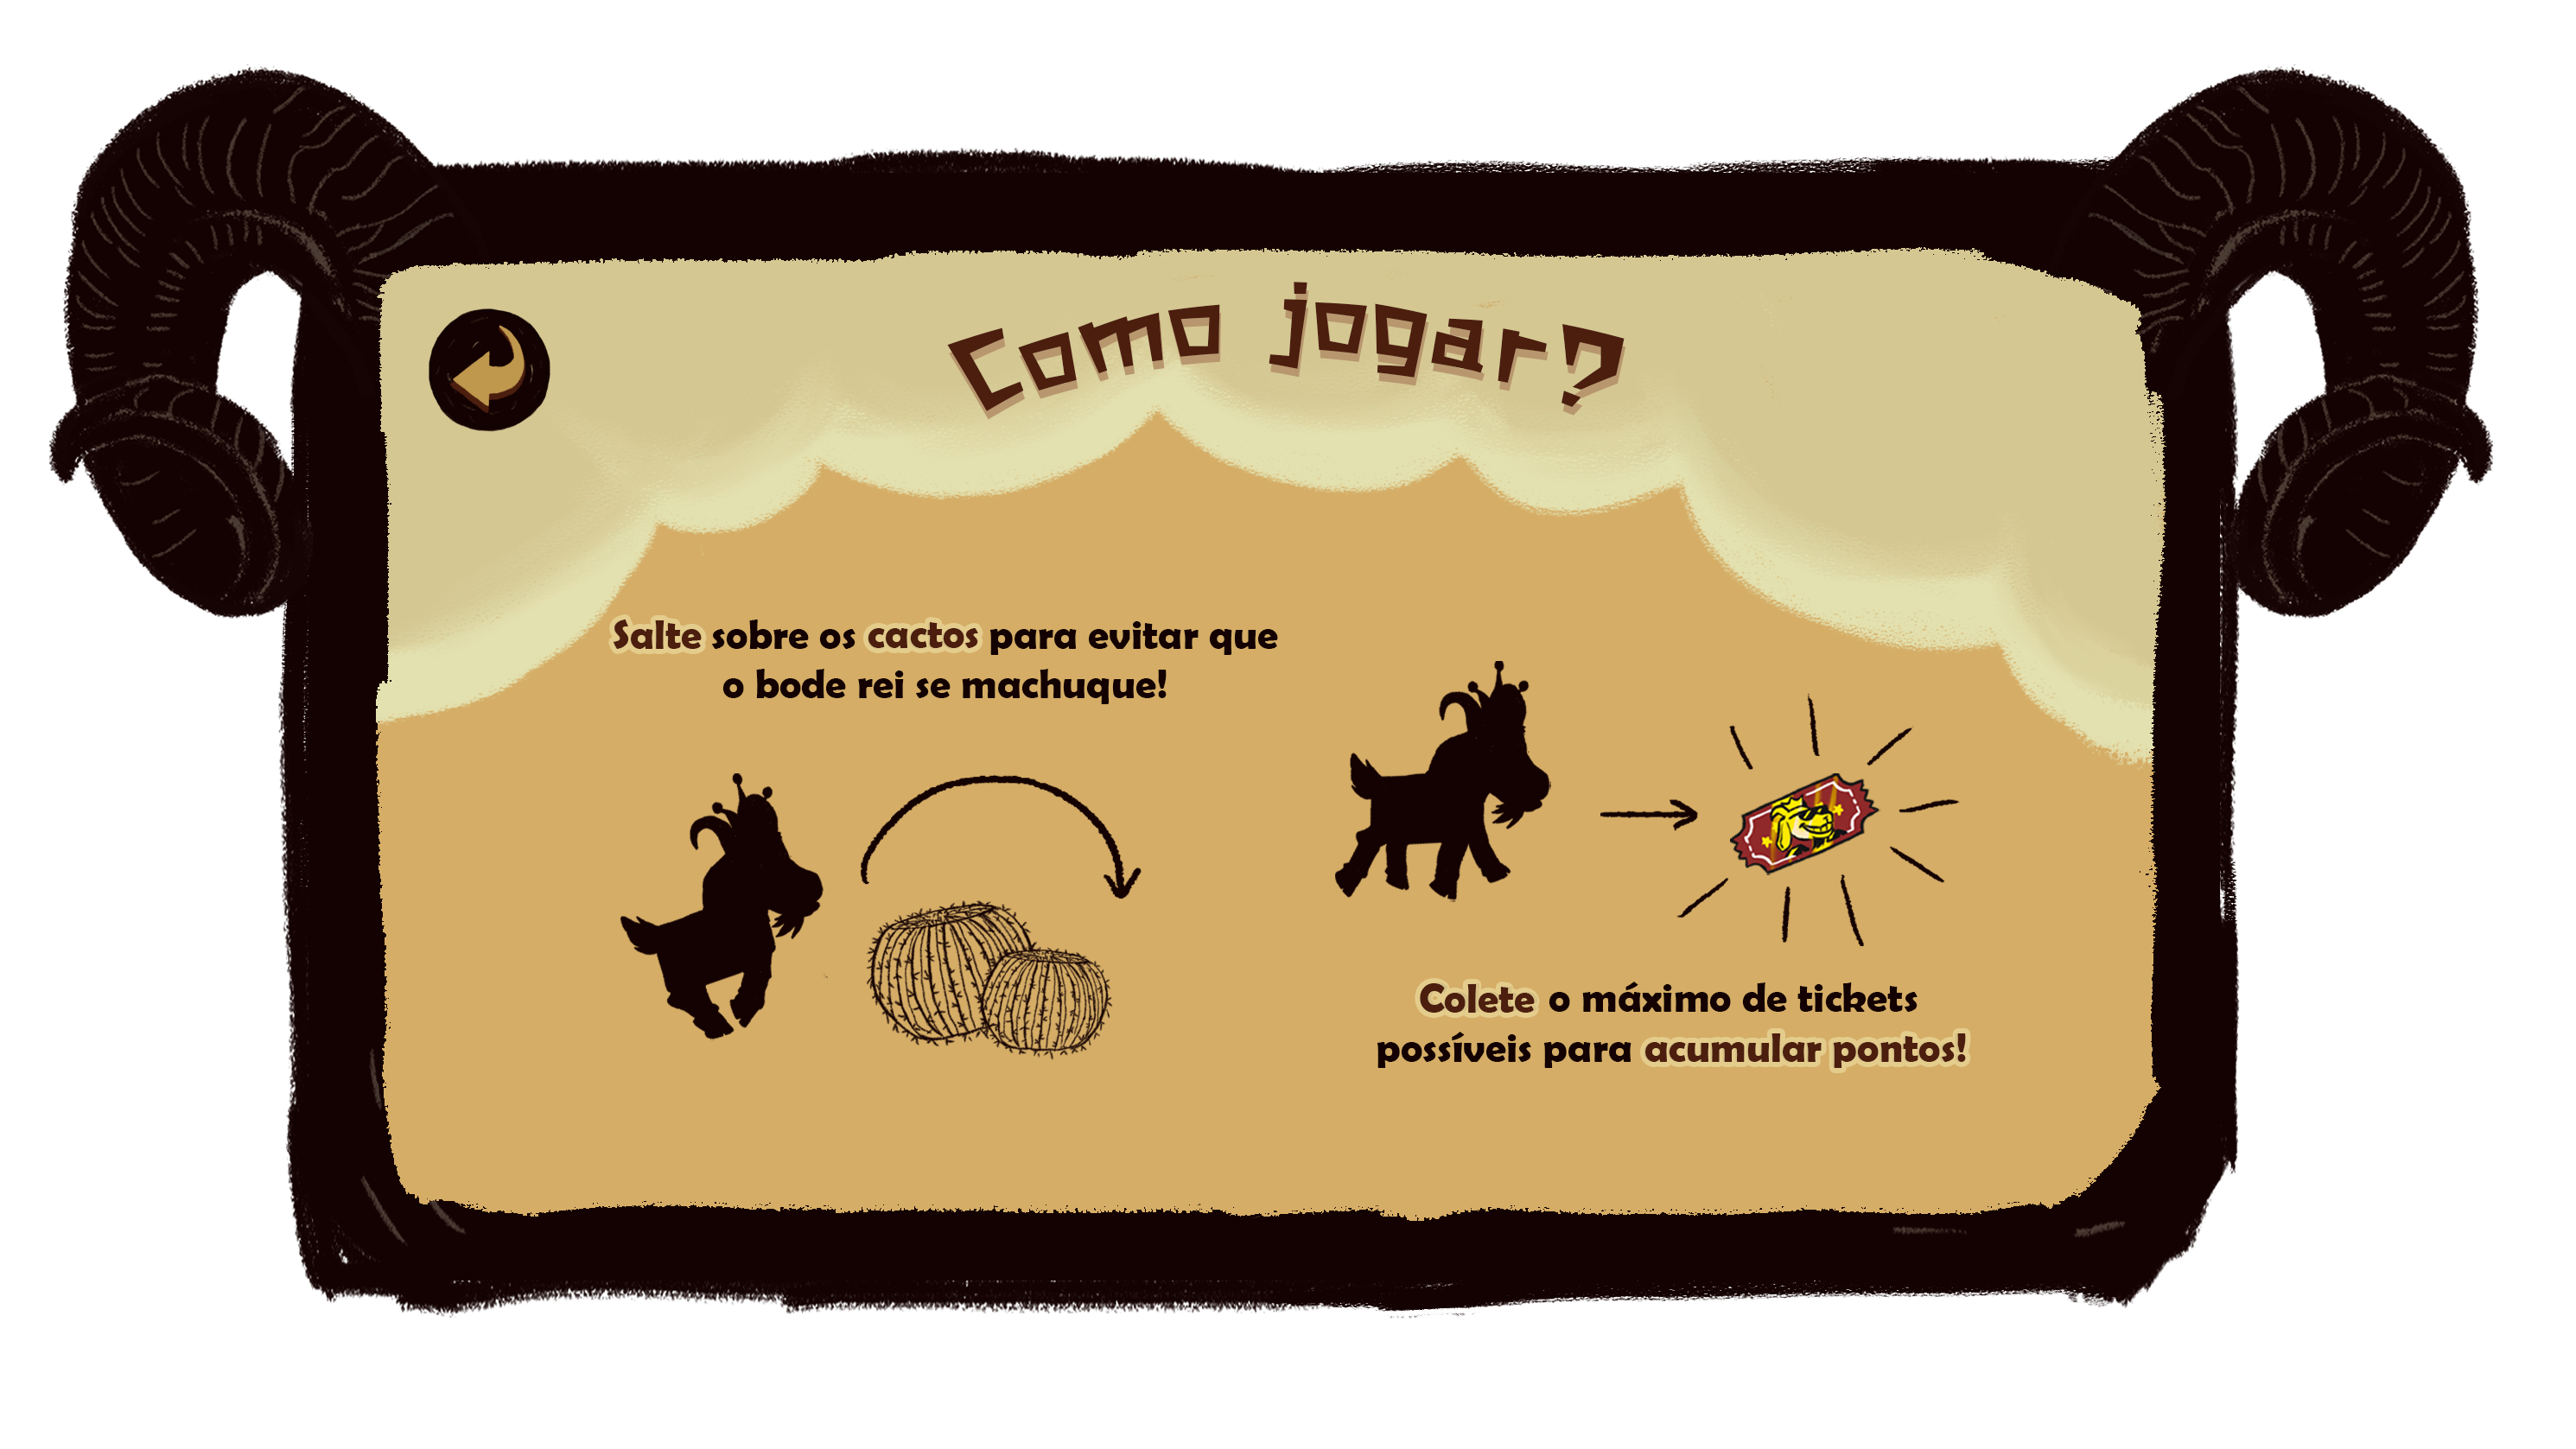 Como jogar?
Salte sobre os cactos para evitar que
o bode rei se machuque!
Colete o máximo de tickets
possíveis para acumular pontos!